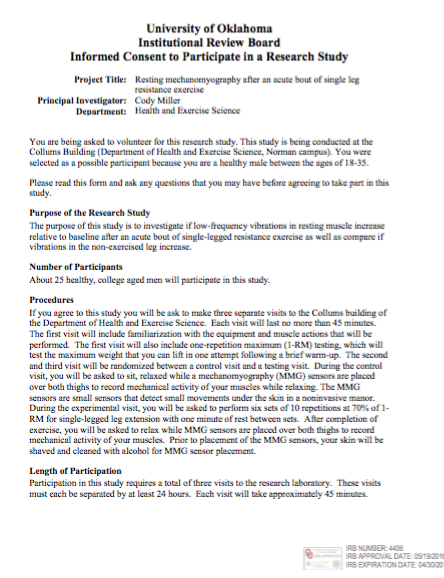 University of Oklahoma
Institutional Review Board
Informed Consent to Participate in a Research Study
Project Title: Resting mechanomyography after an acute bout of single leg
resistance exercise
Principal Investigator: Cody Miller
Department: Health and Exercise Science
You are being asked to volunteer for this research study. This study is being conducted at the
Collums Building (Department of Health and Exercise Science, Norman campus). You were
selected as a possible participant because you are a healthy male between the ages of 18-35.
Please read this form and ask any questions that you may have before agreeing to take part in this
study.
Purpose of the Research Study
The purpose of this study is to investigate if low-frequency vibrations in resting muscle increase
relative to baseline after an acute bout of single-legged resistance exercise as well as compare if
vibrations in the non-exercised leg increase.
Number of Participants
About 25 healthy, college aged men will participate in this study.
Procedures
If you agree to this study you will be ask to make three separate visits to the Collums building of
the Department of Health and Exercise Science. Each visit will last no more than 45 minutes.
The first visit will include familiarization with the equipment and muscle actions that will be
performed. The first visit will also include one-repetition maximum (1-RM) testing, which will
test the maximum weight that you can lift in one attempt following a brief warm-up. The second
and third visit will be randomized between a control visit and a testing visit. During the control
visit, you will be asked to sit, relaxed while a mechanomyography (MMG) sensors are placed
over both thighs to record mechanical activity of your muscles while relaxing. The MMG
sensors are small sensors that detect small movements under the skin in a noninvasive manor.
During the experimental visit, you will be asked to perform six sets of 10 repetitions at 70% of 1-
RM for single-legged leg extension with one minute of rest between sets. After completion of
exercise, you will be asked to relax while MMG sensors are placed over both thighs to record
mechanical activity of your muscles. Prior to placement of the MMG sensors, your skin will be
shaved and cleaned with alcohol for MMG sensor placement.
Length of Participation
Participation in this study requires a total of three visits to the research laboratory. These visits
must each be separated by at least 24 hours. Each visit will take approximately 45 minutes.
IRB NUMBER: 4406
IRB APPROVAL DATE: 05/19/2016
IRB EXPIRATION DATE: 04/30/20